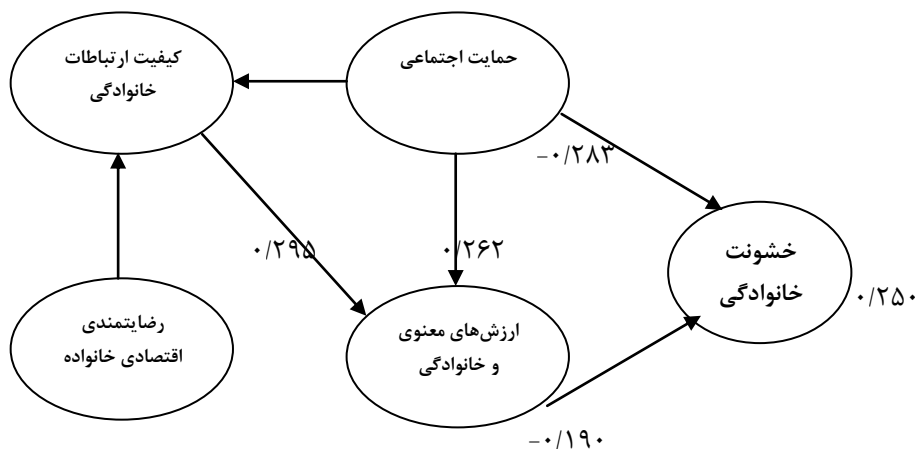 کیفیت ارتباطات
خانوادگی
حمایت اجتماعی
-۰/۲۸۳
خشونت
خانوادگی
۰/۲۵۰
۰/۲۹۵
۰/۲۶۲
رضایتمندی
اقتصادی خانواده
ارزش‌های معنوی
و خانوادگی
-۰/۱۹۰